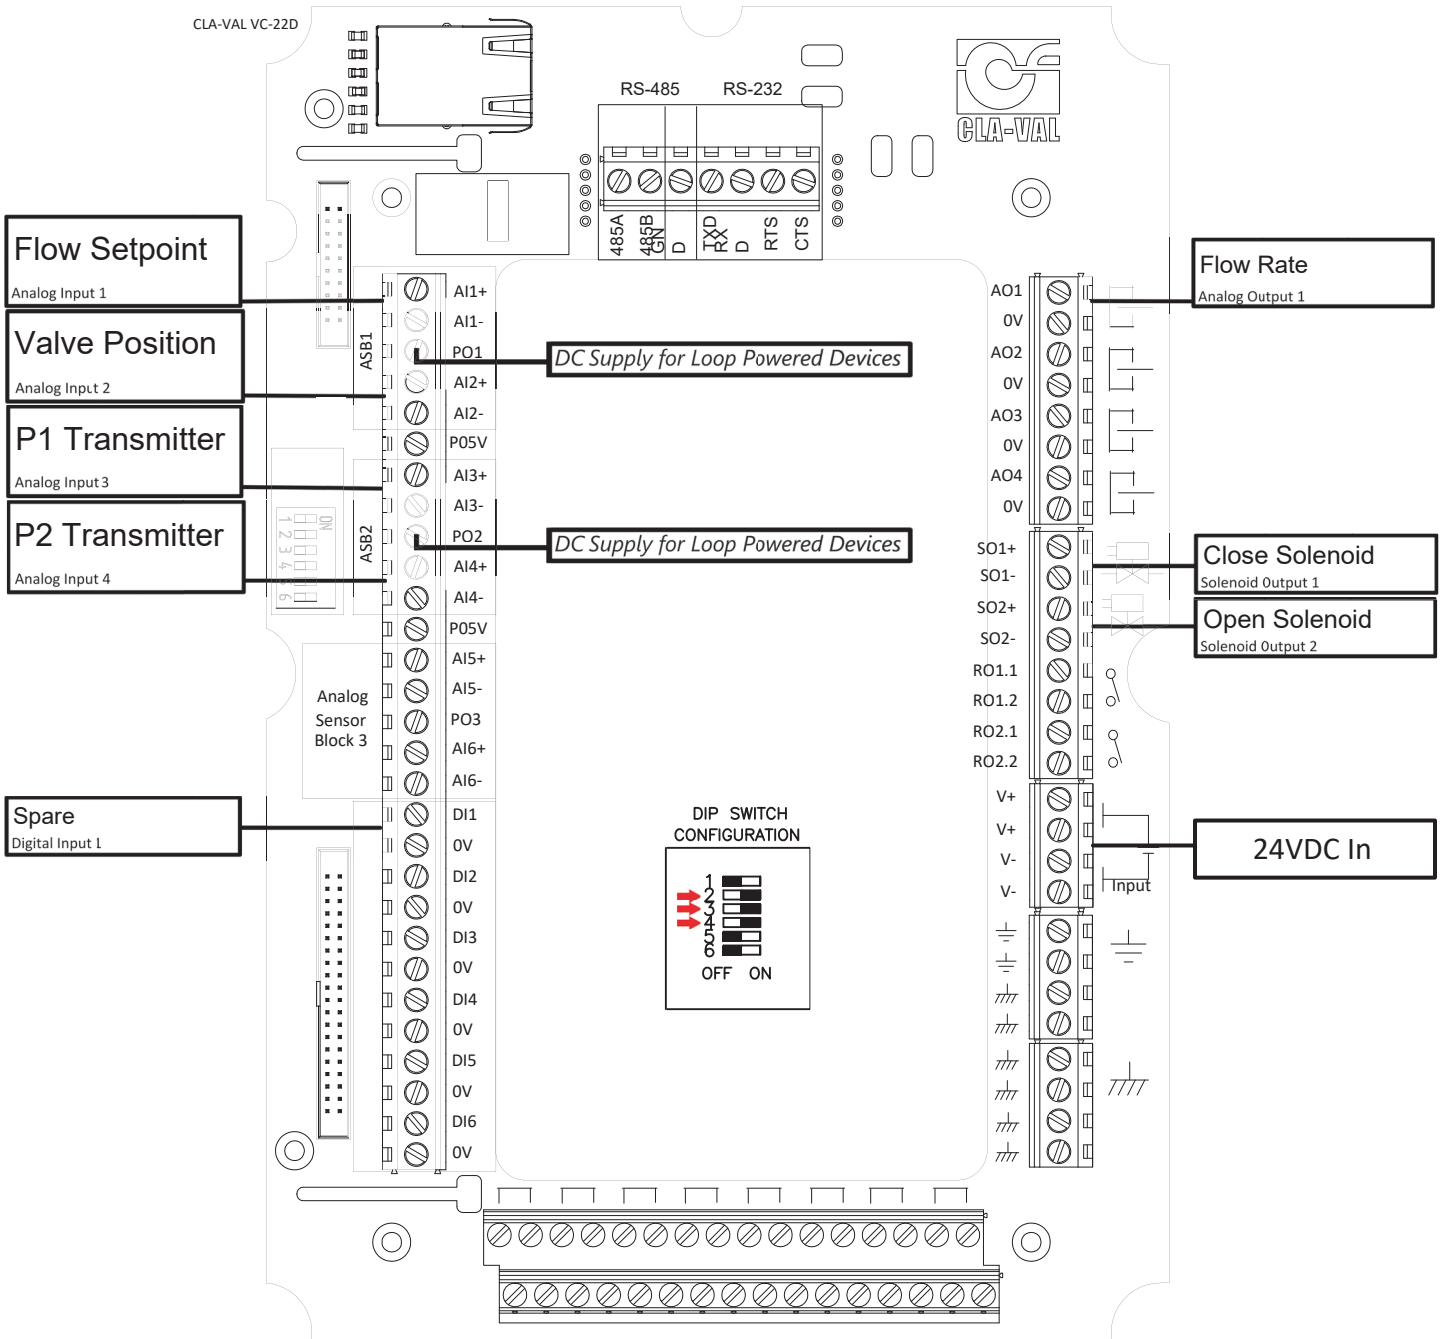 CLA-VAL VC-22D
RS-485 RS-232
CLA-VAL
485A
485B
GN
D
TXD
RX
D
RTS
CTS
Flow Setpoint
Analog Input 1
Valve Position
Analog Input 2
P1 Transmitter
Analog Input 3
P2 Transmitter
Analog Input 4
ASB1
ASB2
ON
1 2 3 4 5 6
AI1+
AI1-
PO1
AI2+
AI2-
P05V
AI3+
AI3-
PO2
AI4+
AI4-
P05V
AI5+
AI5-
PO3
AI6+
AI6-
DI1
0V
DI2
0V
DI3
0V
DI4
0V
DI5
0V
DI6
0V
DC Supply for Loop Powered Devices
DC Supply for Loop Powered Devices
Analog
Sensor
Block 3
Spare
Digital Input 1
DIP SWITCH
CONFIGURATION
1
2
3
4
5
6
OFF ON
AO1
0V
AO2
0V
AO3
0V
AO4
0V
SO1+
SO1-
SO2+
SO2-
RO1.1
RO1.2
RO2.1
RO2.2
V+
V+
V-
V-
Input
Flow Rate
Analog Output 1
Close Solenoid
Solenoid Output 1
Open Solenoid
Solenoid Output 2
24VDC In